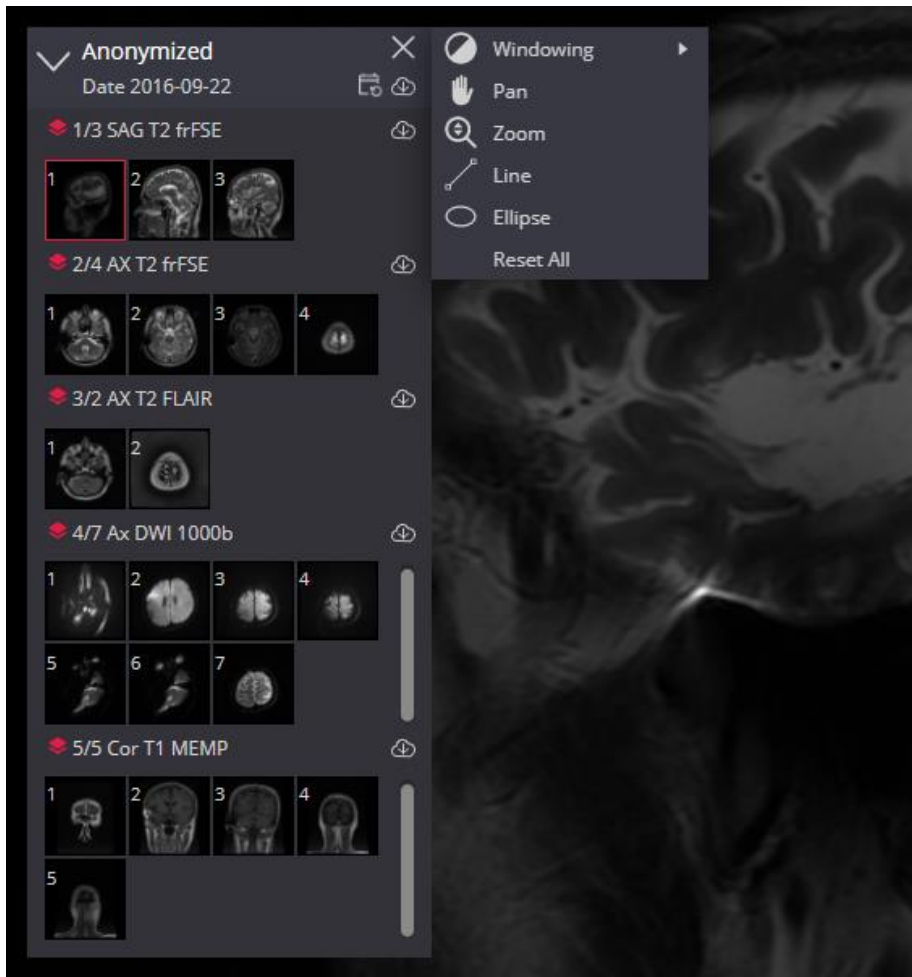 Anonymized
Date 2016-09-22
1/3 SAG T2 frFSE
1 2 3
2/4 AX T2 frFSE
1 2 3 4
3/2 AX T2 FLAIR
1 2
4/7 Ax DWI 1000b
1 2 3 4
5 6 7
5/5 Cor T1 MEMP
1 2 3 4
5
Windowing
Pan
Zoom
Line
Ellipse
Reset All